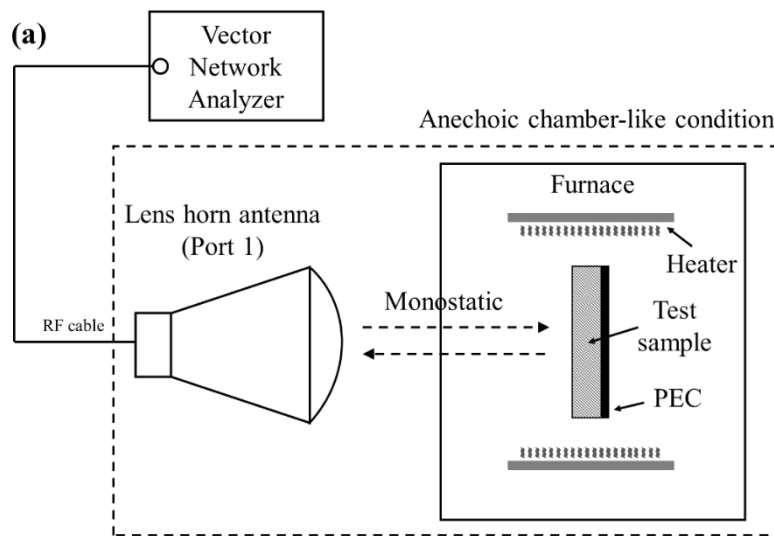 (a)
Vector
Network
Analyzer
Anechoic chamber-like condition
Furnace
Lens horn antenna
(Port 1)
Heater
Monostatic
RF cable
Test
sample
PEC